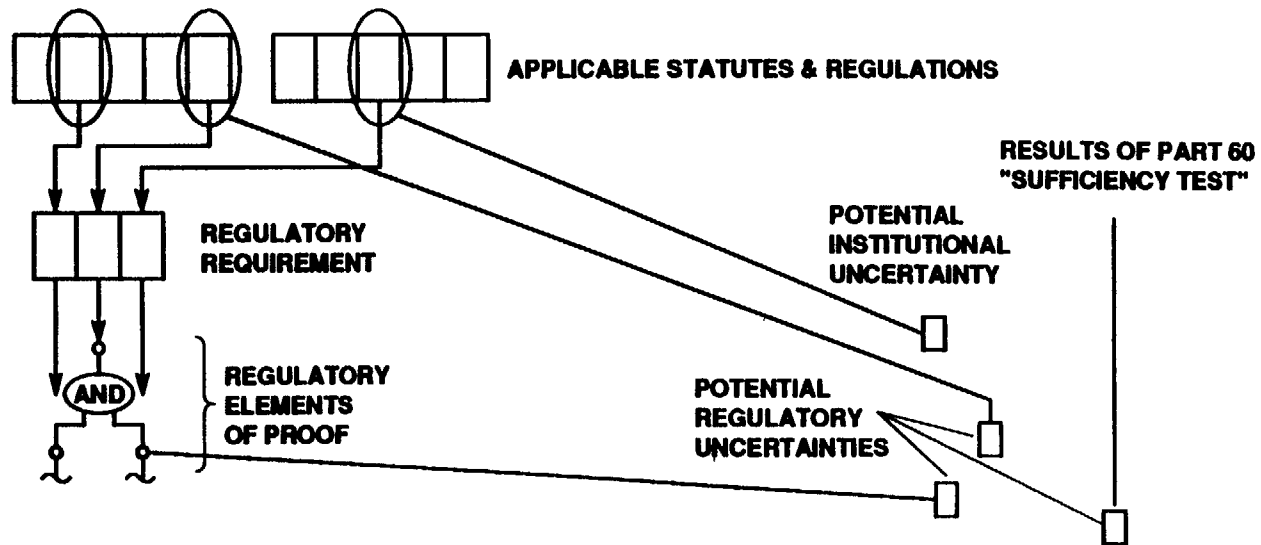 APPLICABLE STATUTES & REGULATIONS
RESULTS OF PART 60
"SUFFICIENCY TEST"
POTENTIAL
INSTITUTIONAL
UNCERTAINTY
REGULATORY
REQUIREMENT
AND
REGULATORY
ELEMENTS
OF PROOF
POTENTIAL
REGULATORY
UNCERTAINTIES